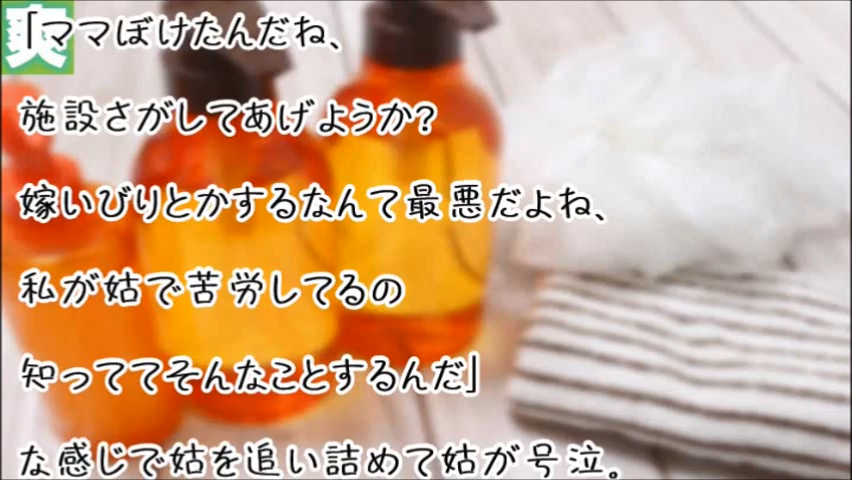 爽
「ママぼけたんだね、
施設さがしてあげようか?
嫁いびりとかするなんて最悪だよね、
私が姑で苦労してるの
知っててそんなことするんだ」
な感じで姑を追い詰めて姑が号泣。